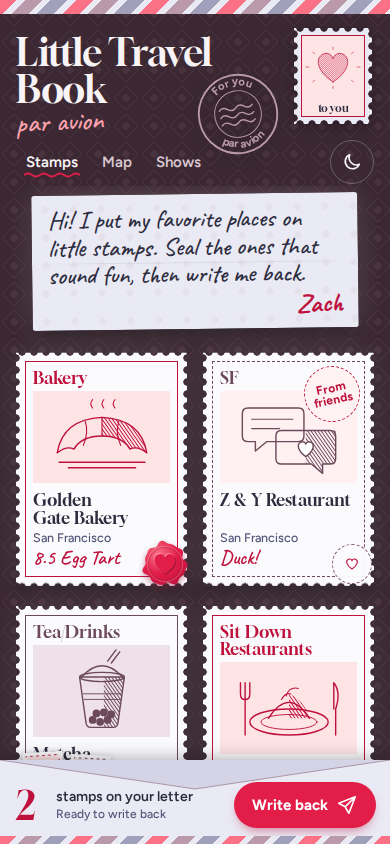 Little Travel
Book
par avion
For you
par avion
to you
Stamps
Map
Shows
Hi! I put my favorite places on
little stamps. Seal the ones that
sound fun, then write me back.
Zach
Bakery
Golden
Gate Bakery
San Francisco
8.5 Egg Tart
SF
From
friends
Z & Y Restaurant
San Francisco
Duck!
Tea/Drinks
Matcha
Sit Down
Restaurants
2
stamps on your letter
Ready to write back
Write back